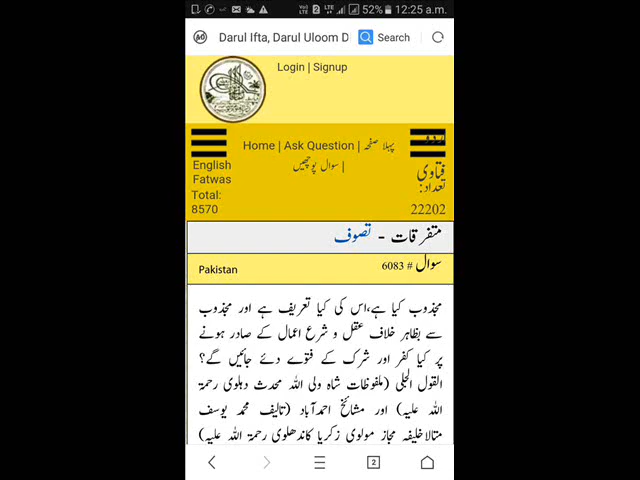 52% 12:25 a.m.
Darul Ifta, Darul Uloom D Search
Login | Signup
Home | Ask Question | پہلا صفحہ
| سوال پوچھیں
English
Fatwas
Total:
8570
اردو
فتاوی
تعداد:
22202
متفرقات - تصوف
سوال # 6083
Pakistan
مجذوب کیا ہے،اس کی کیا تعریف ہے اور مجذوب
سے بظاہر خلاف عقل و شرع اعمال کے صادر ہونے
پر کیا کفر اور شرک کے فتوے دئے جائیں گے؟
القول الجلی (ملفوظات شاہ ولی اللہ محدث دہلوی رحمۃ
اللہ علیہ) اور مشائخ احمدآباد (تالیف محمد یوسف
متالاخلیفہ مجاز مولوی زکریا کاندھلوی رحمۃ اللہ علیہ)
2